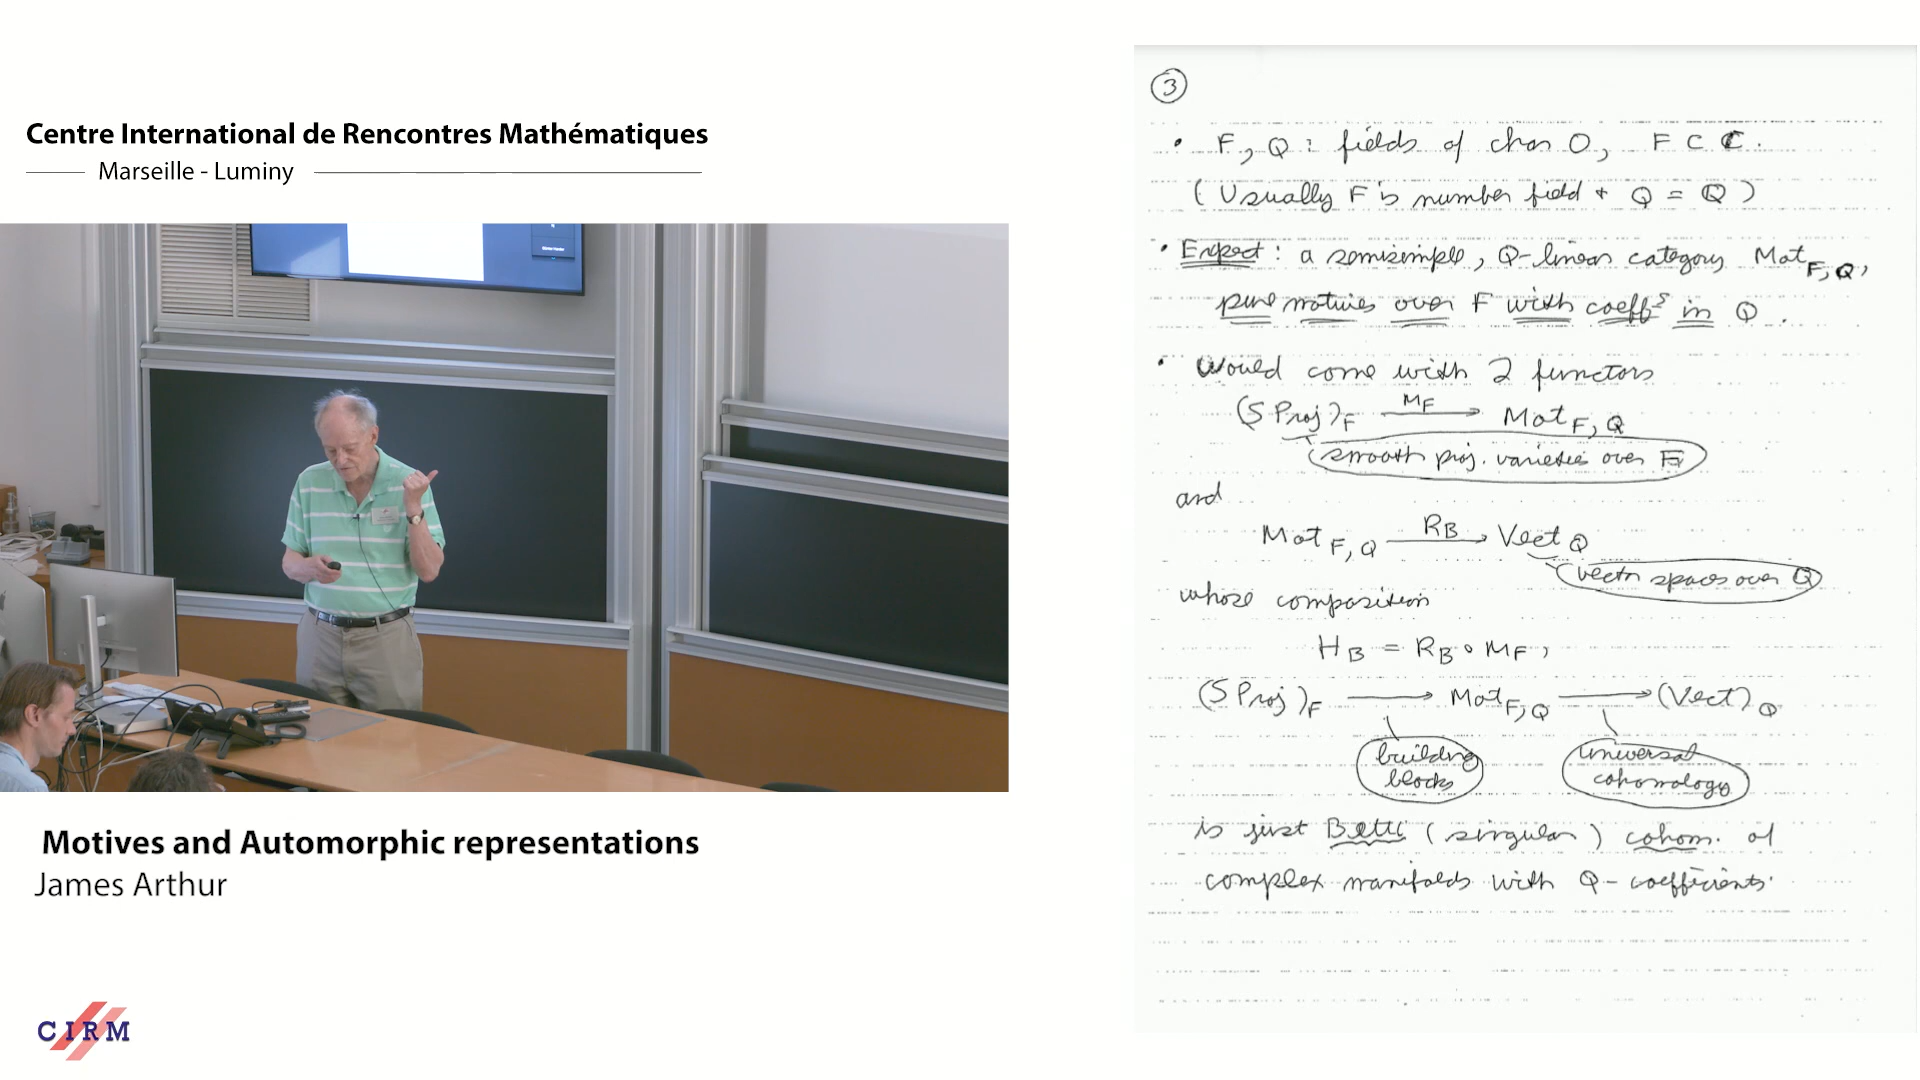 Centre International de Rencontres Mathématiques
Marseille - Luminy
Motives and Automorphic representations
James Arthur
CIRM
③
• F, Q : fields of char 0, F ⊂ ℂ.
(Usually F is number field + Q = ℚ)
• Expect : a semisimple, Q-linear category Mot_{F,Q},
pure motives over F with coeffs in Q.
• Would come with 2 functors
(S Proj)_F —M_F→ Mot_{F,Q}
smooth proj. varieties over F
and
Mot_{F,Q} —R_B→ Vect_Q
vectr spaces over Q
whose composition
H_B = R_B ∘ M_F,
(S Proj)_F ⟶ Mot_{F,Q} ⟶ (Vect)_Q
building blocks
universal cohomology
is just Betti (singular) cohom. of
complex manifolds with Q-coefficients.